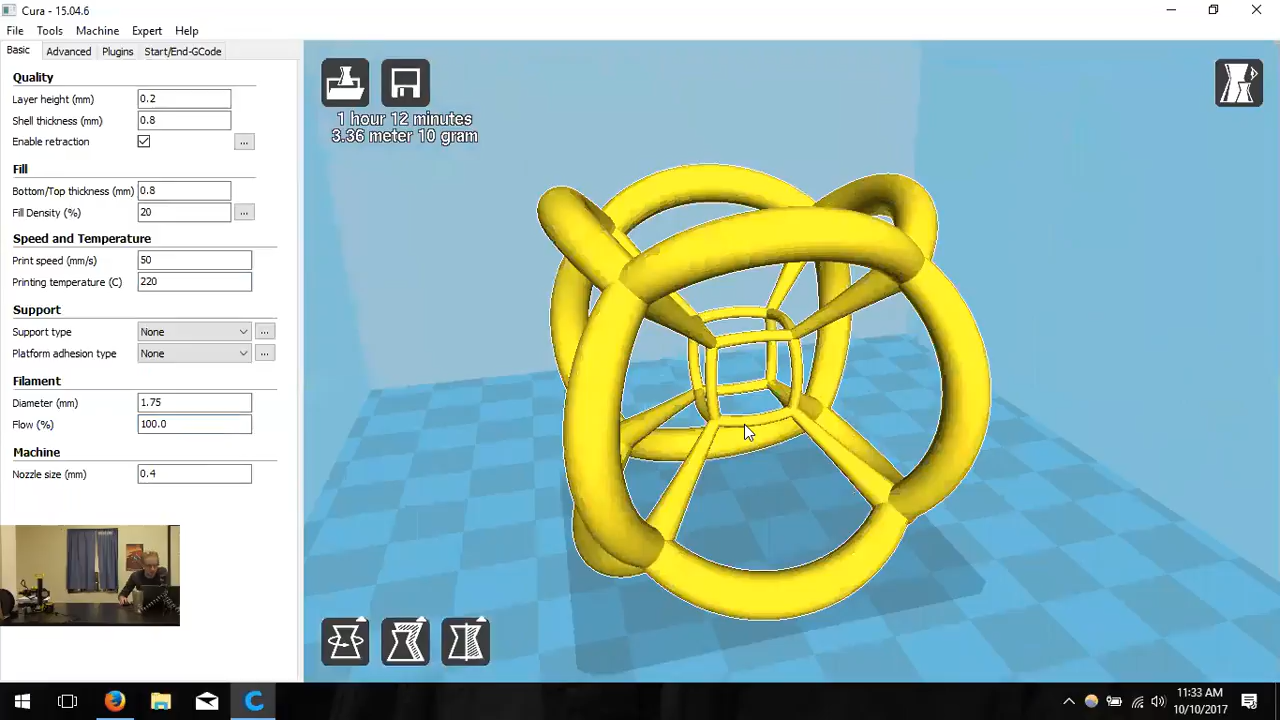 Cura - 15.04.6
File Tools Machine Expert Help
Basic Advanced Plugins Start/End-GCode
Quality
Layer height (mm) 0.2
Shell thickness (mm) 0.8
Enable retraction ...
Fill
Bottom/Top thickness (mm) 0.8
Fill Density (%) 20 ...
Speed and Temperature
Print speed (mm/s) 50
Printing temperature (C) 220
Support
Support type None ...
Platform adhesion type None ...
Filament
Diameter (mm) 1.75
Flow (%) 100.0
Machine
Nozzle size (mm) 0.4
1 hour 12 minutes
3.36 meter 10 gram
11:33 AM
10/10/2017